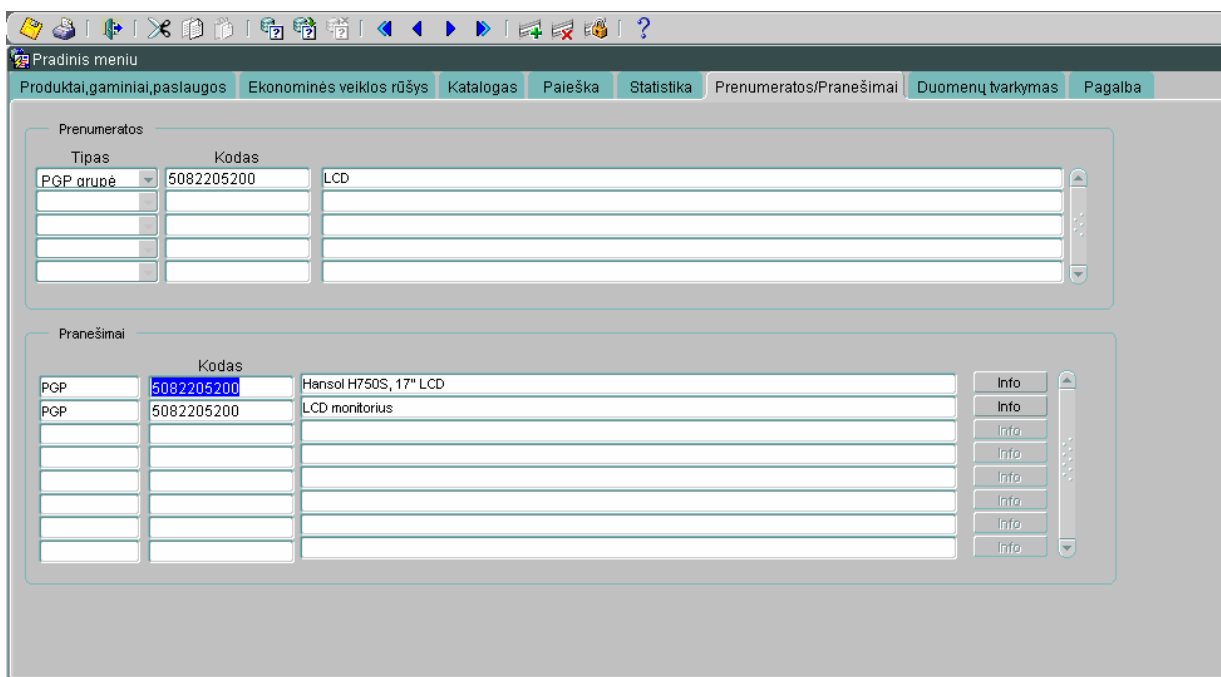 Pradinis meniu
Produktai,gaminiai,paslaugos Ekonominės veiklos rūšys Katalogas Paieška Statistika Prenumeratos/Pranešimai Duomenų tvarkymas Pagalba
Prenumeratos
Tipas Kodas
PGP grupė 5082205200 LCD
Pranešimai
Kodas
PGP 5082205200 Hansol H750S, 17" LCD Info
PGP 5082205200 LCD monitorius Info
Info
Info
Info
Info
Info
Info